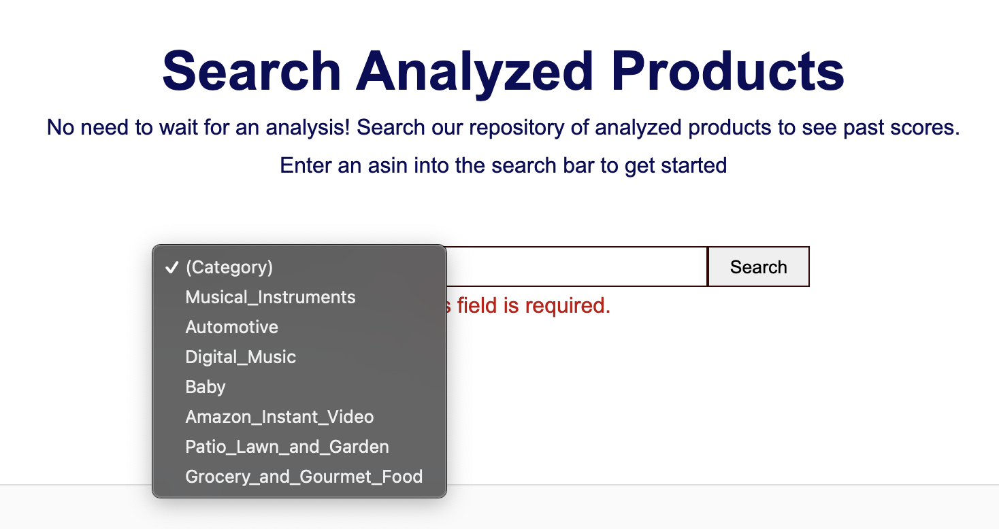 Search Analyzed Products
No need to wait for an analysis! Search our repository of analyzed products to see past scores.
Enter an asin into the search bar to get started
(Category)
Search
Musical_Instruments
field is required.
Automotive
Digital_Music
Baby
Amazon_Instant_Video
Patio_Lawn_and_Garden
Grocery_and_Gourmet_Food